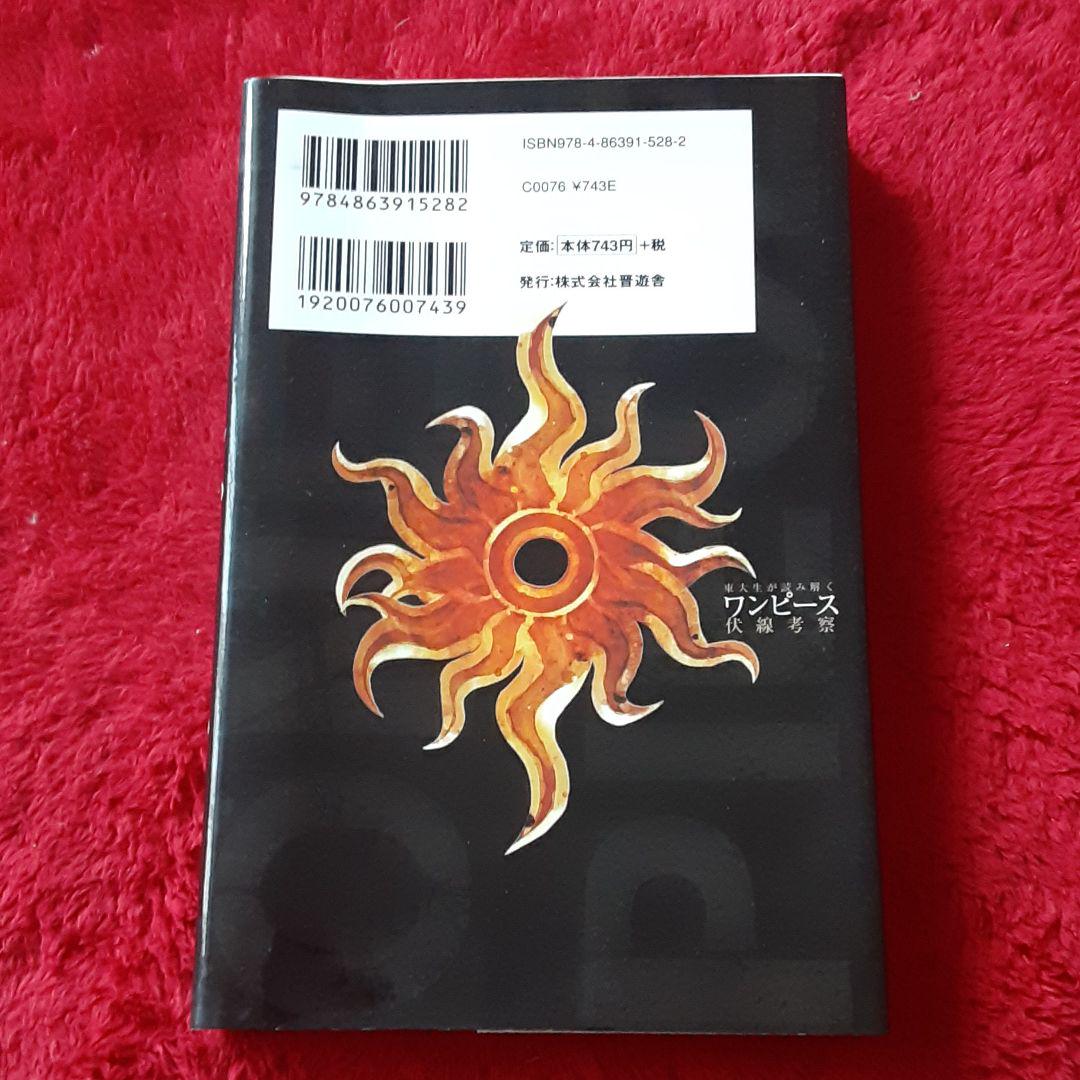 ISBN978-4-86391-528-2
9784863915282
C0076 ¥743E
定価: 本体743円 +税
発行:株式会社晋遊舎
1920076007439
東大生が読み解く
ワンピース
伏線考察